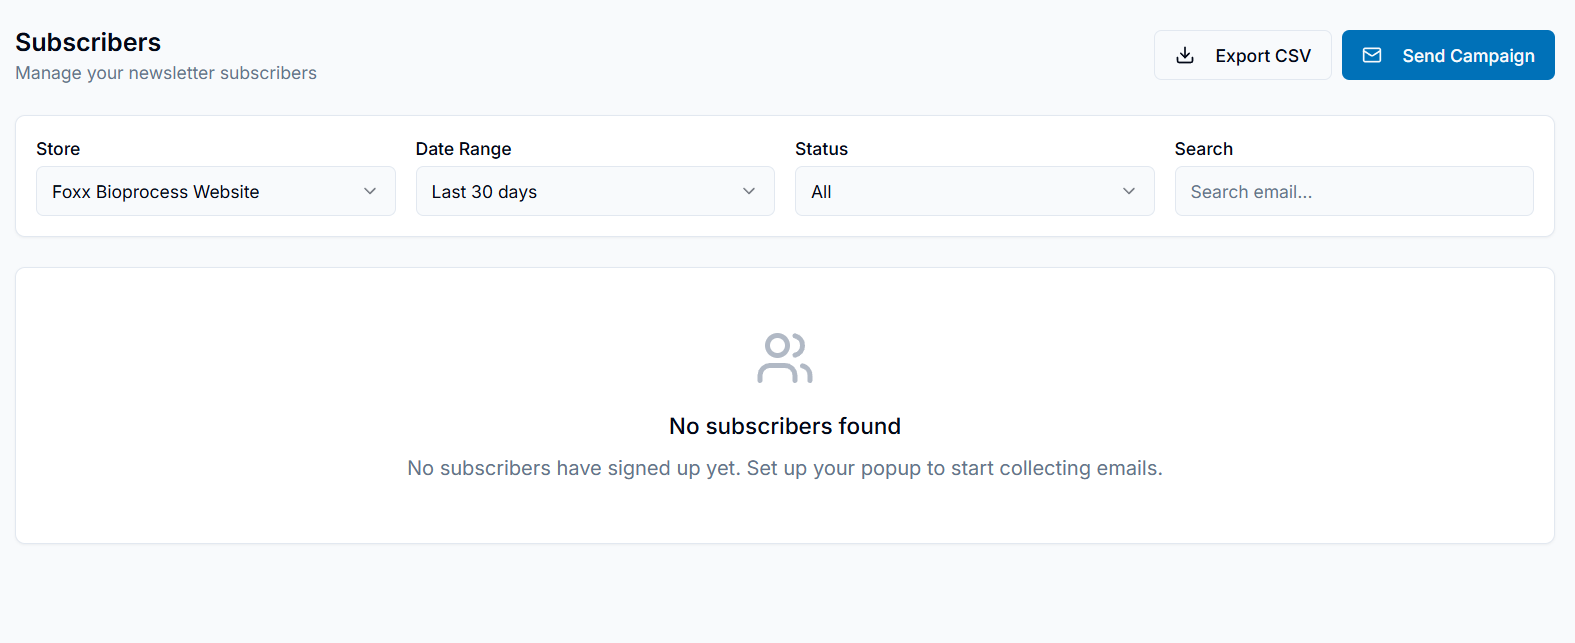 Subscribers
Manage your newsletter subscribers
Export CSV
Send Campaign
Store
Date Range
Status
Search
Foxx Bioprocess Website
Last 30 days
All
Search email...
No subscribers found
No subscribers have signed up yet. Set up your popup to start collecting emails.